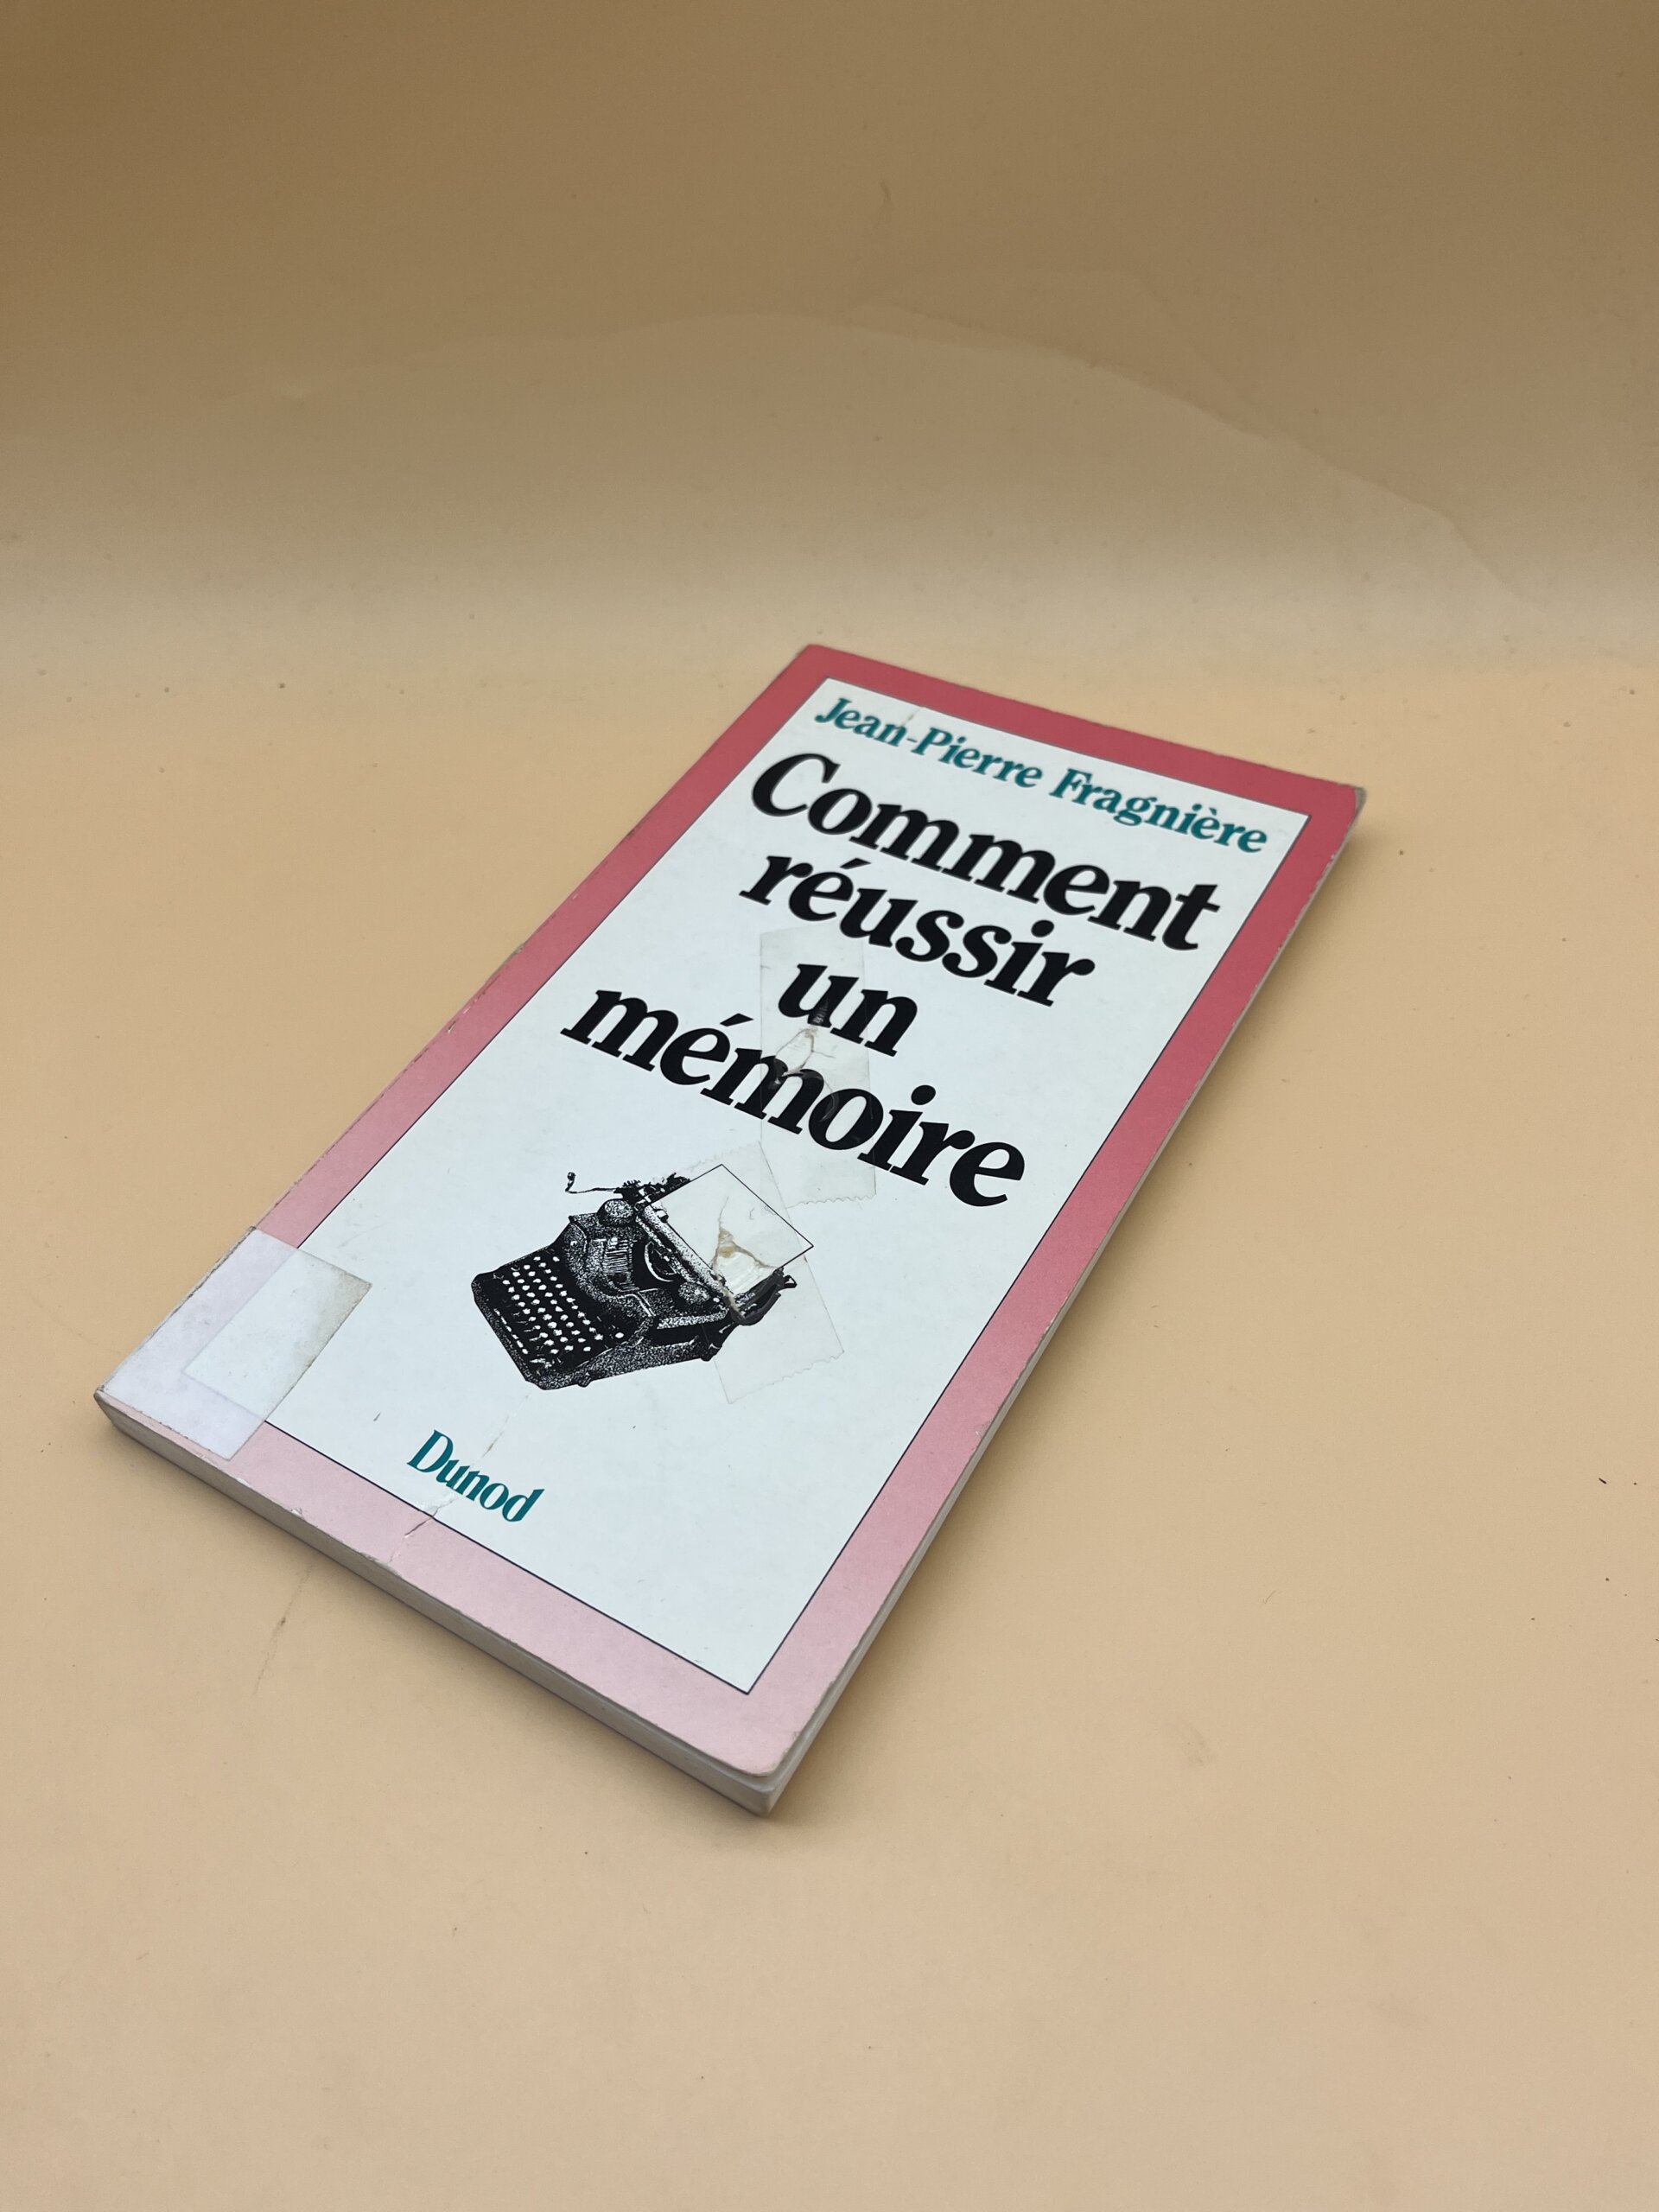 Jean-Pierre Fragnière
Comment
réussir
un
mémoire
Dunod